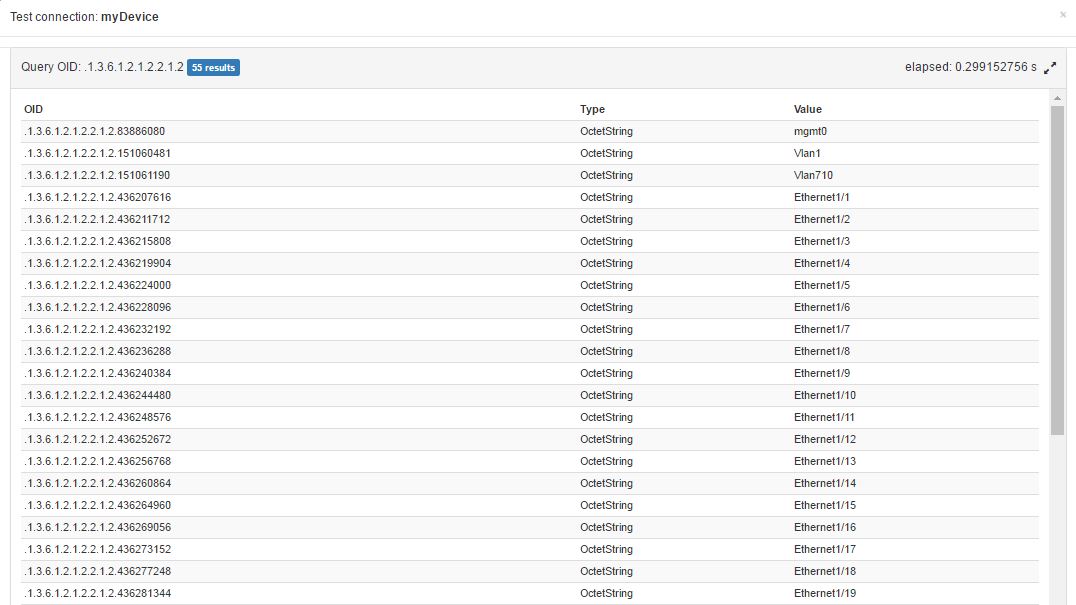 Test connection: myDevice ×
Query OID: .1.3.6.1.2.1.2.2.1.2 55 results elapsed: 0.299152756 s
OID Type Value
.1.3.6.1.2.1.2.2.1.2.83886080 OctetString mgmt0
.1.3.6.1.2.1.2.2.1.2.151060481 OctetString Vlan1
.1.3.6.1.2.1.2.2.1.2.151061190 OctetString Vlan710
.1.3.6.1.2.1.2.2.1.2.436207616 OctetString Ethernet1/1
.1.3.6.1.2.1.2.2.1.2.436211712 OctetString Ethernet1/2
.1.3.6.1.2.1.2.2.1.2.436215808 OctetString Ethernet1/3
.1.3.6.1.2.1.2.2.1.2.436219904 OctetString Ethernet1/4
.1.3.6.1.2.1.2.2.1.2.436224000 OctetString Ethernet1/5
.1.3.6.1.2.1.2.2.1.2.436228096 OctetString Ethernet1/6
.1.3.6.1.2.1.2.2.1.2.436232192 OctetString Ethernet1/7
.1.3.6.1.2.1.2.2.1.2.436236288 OctetString Ethernet1/8
.1.3.6.1.2.1.2.2.1.2.436240384 OctetString Ethernet1/9
.1.3.6.1.2.1.2.2.1.2.436244480 OctetString Ethernet1/10
.1.3.6.1.2.1.2.2.1.2.436248576 OctetString Ethernet1/11
.1.3.6.1.2.1.2.2.1.2.436252672 OctetString Ethernet1/12
.1.3.6.1.2.1.2.2.1.2.436256768 OctetString Ethernet1/13
.1.3.6.1.2.1.2.2.1.2.436260864 OctetString Ethernet1/14
.1.3.6.1.2.1.2.2.1.2.436264960 OctetString Ethernet1/15
.1.3.6.1.2.1.2.2.1.2.436269056 OctetString Ethernet1/16
.1.3.6.1.2.1.2.2.1.2.436273152 OctetString Ethernet1/17
.1.3.6.1.2.1.2.2.1.2.436277248 OctetString Ethernet1/18
.1.3.6.1.2.1.2.2.1.2.436281344 OctetString Ethernet1/19